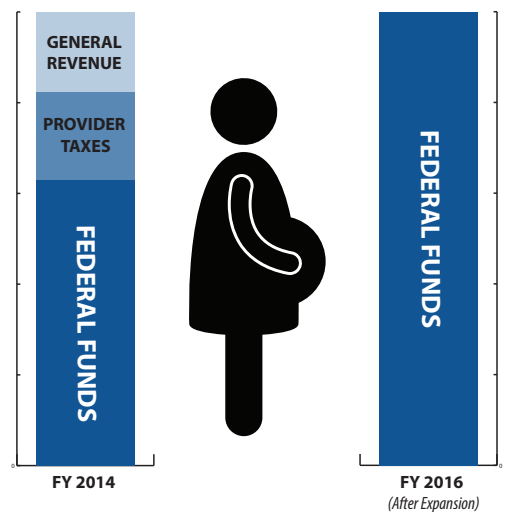 GENERAL
REVENUE
PROVIDER
TAXES
FEDERAL FUNDS
0
FY 2014
FEDERAL FUNDS
0
FY 2016
(After Expansion)